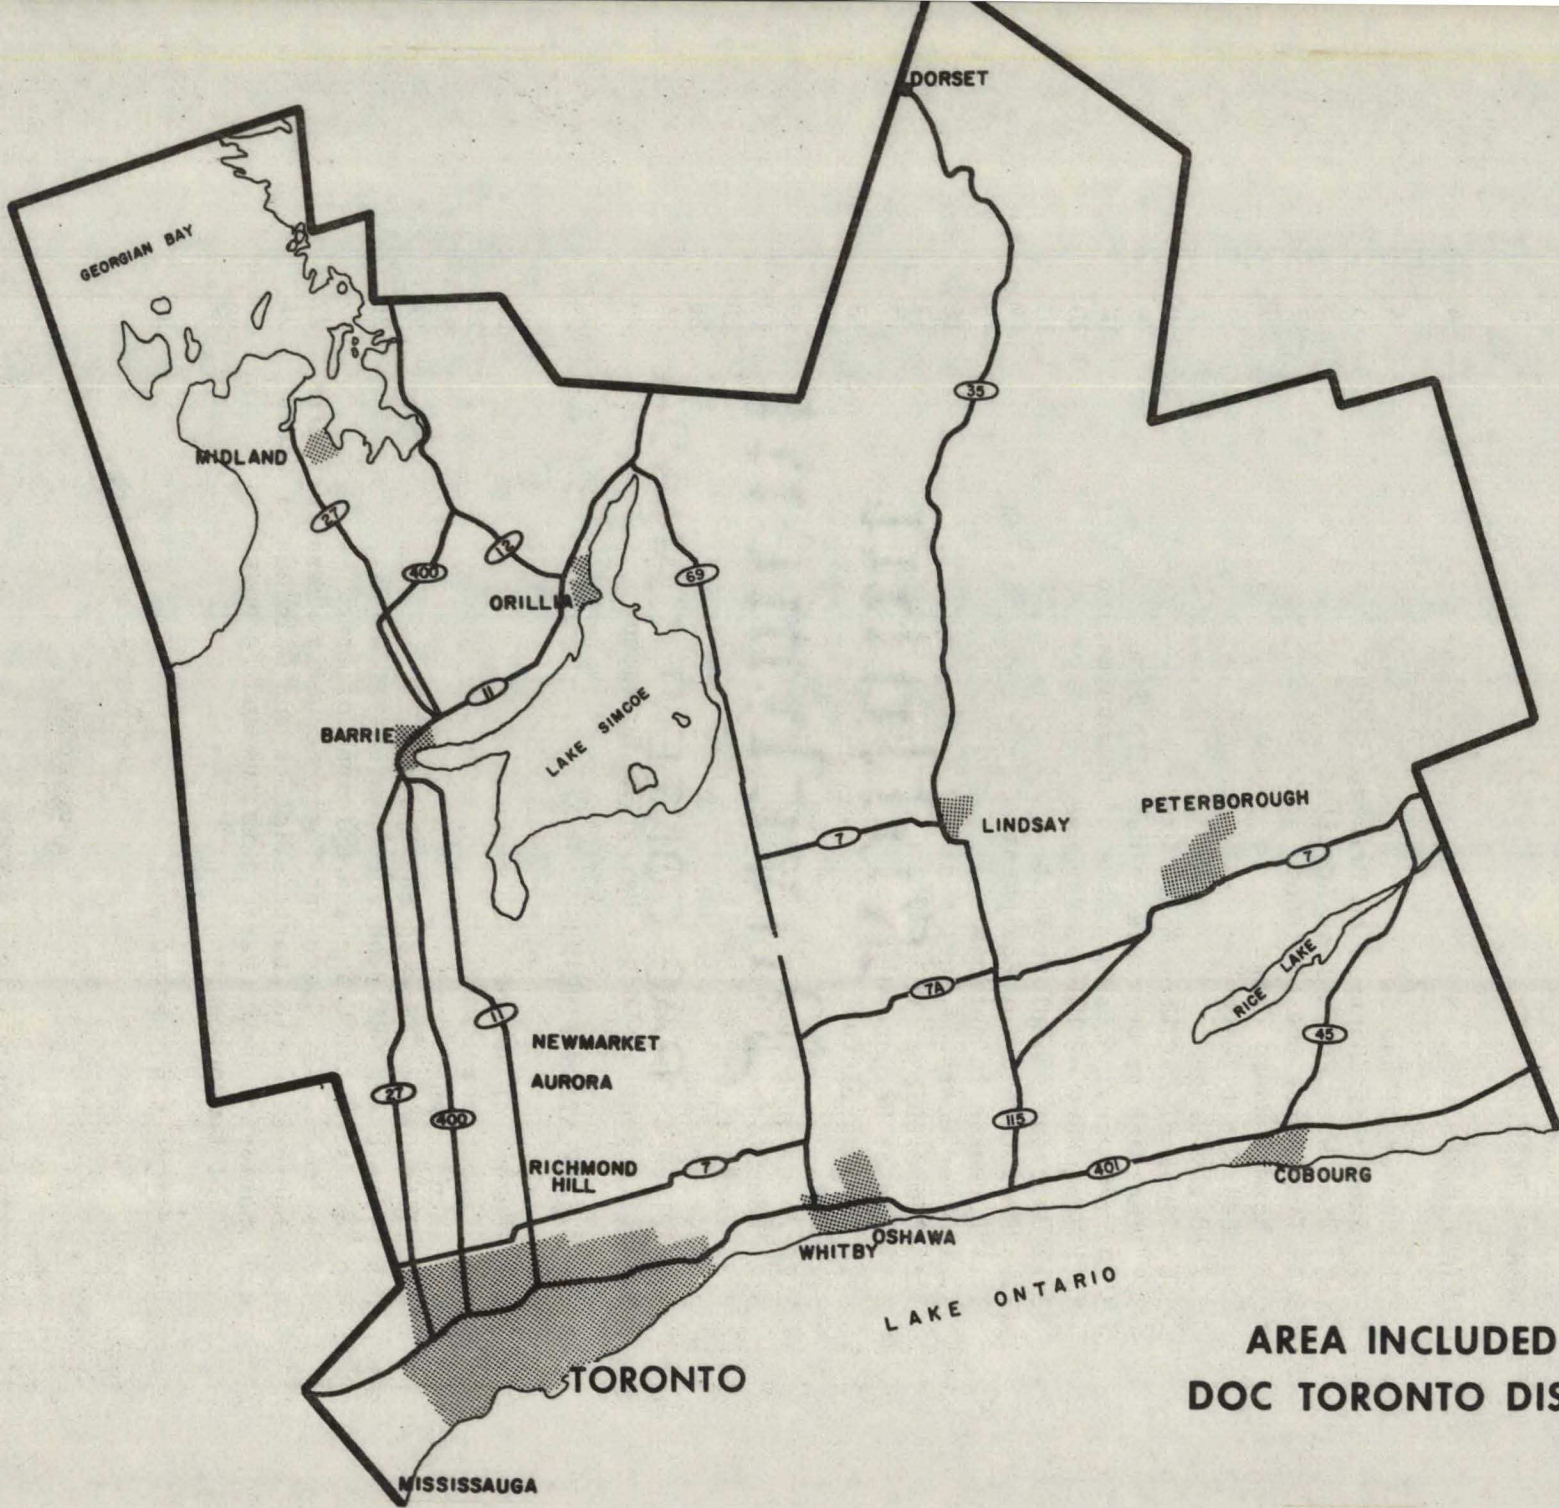 DORSET
GEORGIAN BAY
35
MIDLAND
27
12
400
69
ORILLIA
11
LAKE SIMCOE
BARRIE
PETERBOROUGH
LINDSAY
7
7
LAKE
RICE
7A
11
NEWMARKET
45
AURORA
27
400
115
RICHMOND
HILL
7
401
COBOURG
OSHAWA
WHITBY
LAKE ONTARIO
AREA INCLUDED
TORONTO
DOC TORONTO DIS
MISSISSAUGA